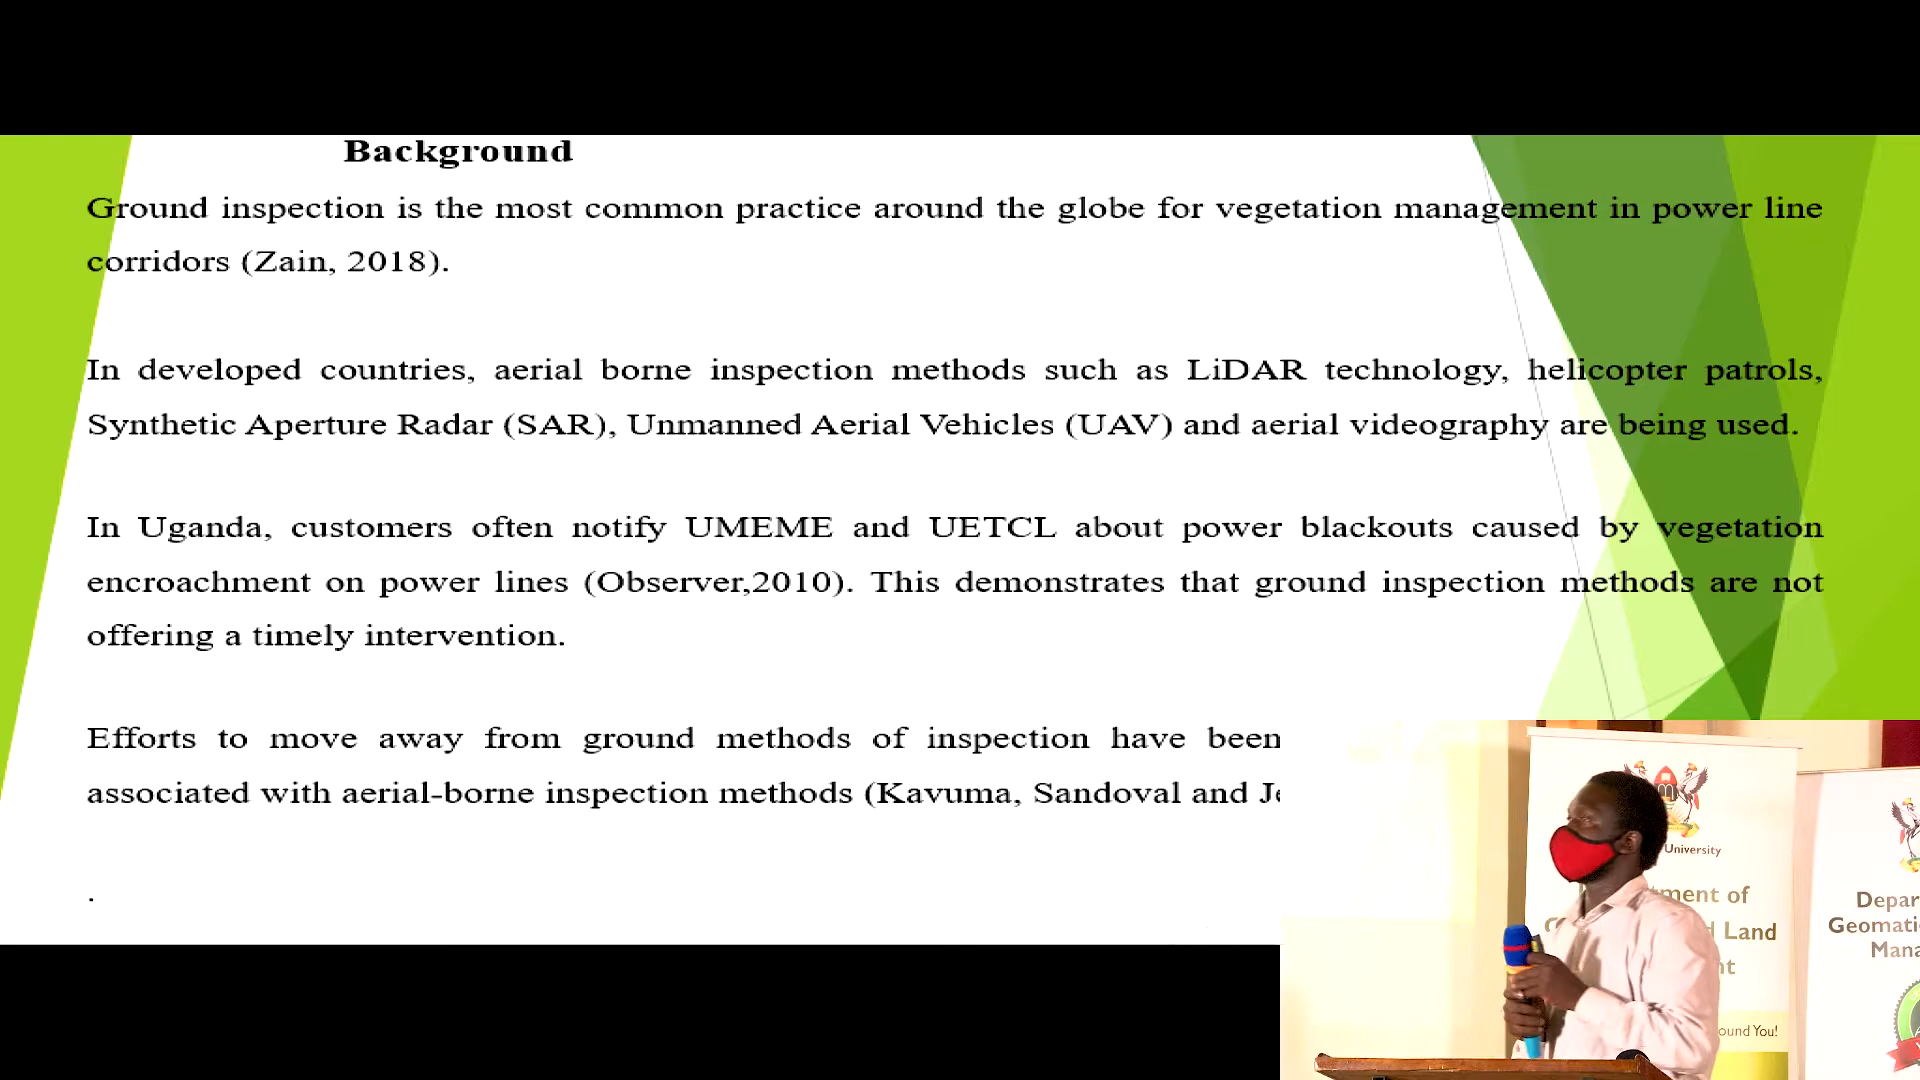 Background
Ground inspection is the most common practice around the globe for vegetation management in power line
corridors (Zain, 2018).
In developed countries, aerial borne inspection methods such as LiDAR technology, helicopter patrols,
Synthetic Aperture Radar (SAR), Unmanned Aerial Vehicles (UAV) and aerial videography are being used.
In Uganda, customers often notify UMEME and UETCL about power blackouts caused by vegetation
encroachment on power lines (Observer,2010). This demonstrates that ground inspection methods are not
offering a timely intervention.
Efforts to move away from ground methods of inspection have been
associated with aerial-borne inspection methods (Kavuma, Sandoval and
.
University
of
Land
ound You!